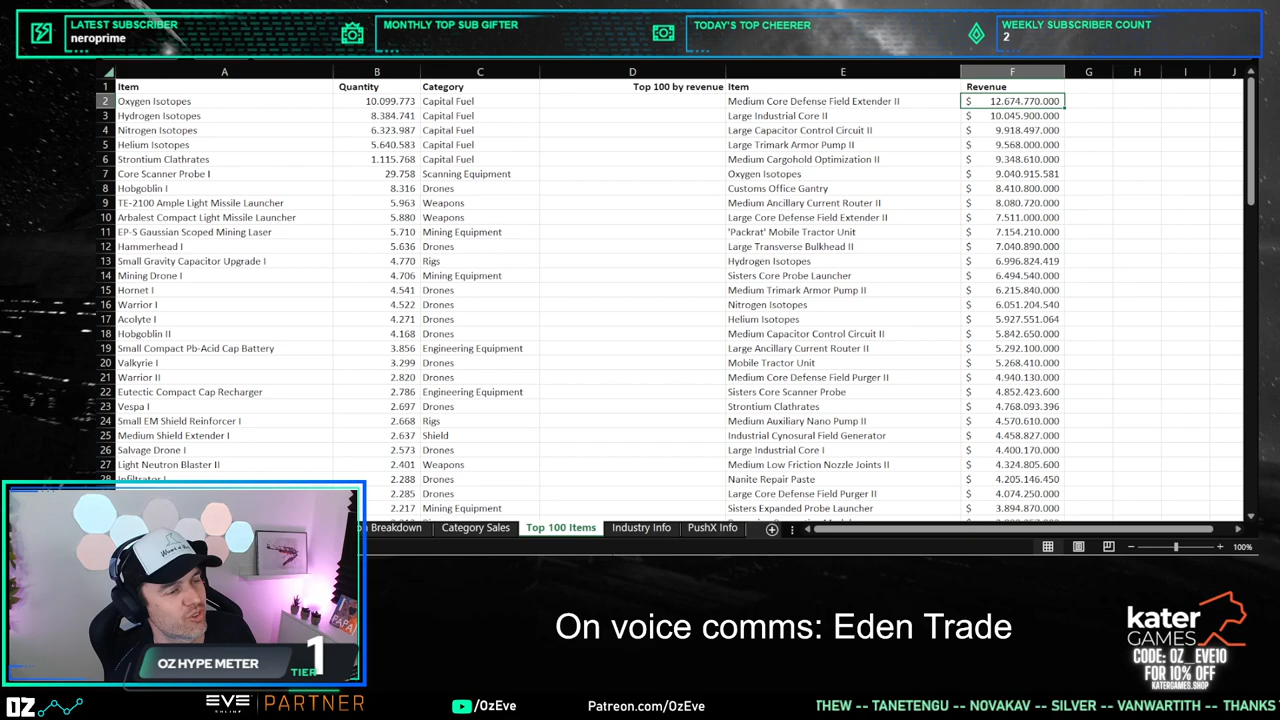 LATEST SUBSCRIBER
neroprime
MONTHLY TOP SUB GIFTER
TODAY'S TOP CHEERER
WEEKLY SUBSCRIBER COUNT
2
A B C D E F G H I J
1 Item Quantity Category Top 100 by revenue Item Revenue
2 Oxygen Isotopes 10.099.773 Capital Fuel Medium Core Defense Field Extender II $ 12.674.770.000
3 Hydrogen Isotopes 8.384.741 Capital Fuel Large Industrial Core II $ 10.045.900.000
4 Nitrogen Isotopes 6.323.987 Capital Fuel Large Capacitor Control Circuit II $ 9.918.497.000
5 Helium Isotopes 5.640.583 Capital Fuel Large Trimark Armor Pump II $ 9.568.000.000
6 Strontium Clathrates 1.115.768 Capital Fuel Medium Cargohold Optimization II $ 9.348.610.000
7 Core Scanner Probe I 29.758 Scanning Equipment Oxygen Isotopes $ 9.040.915.581
8 Hobgoblin I 8.316 Drones Customs Office Gantry $ 8.410.800.000
9 TE-2100 Ample Light Missile Launcher 5.963 Weapons Medium Ancillary Current Router II $ 8.080.720.000
10 Arbalest Compact Light Missile Launcher 5.880 Weapons Large Core Defense Field Extender II $ 7.511.000.000
11 EP-S Gaussian Scoped Mining Laser 5.710 Mining Equipment 'Packrat' Mobile Tractor Unit $ 7.154.210.000
12 Hammerhead I 5.636 Drones Large Transverse Bulkhead II $ 7.040.890.000
13 Small Gravity Capacitor Upgrade I 4.770 Rigs Hydrogen Isotopes $ 6.996.824.419
14 Mining Drone I 4.706 Mining Equipment Sisters Core Probe Launcher $ 6.494.540.000
15 Hornet I 4.541 Drones Medium Trimark Armor Pump II $ 6.215.840.000
16 Warrior I 4.522 Drones Nitrogen Isotopes $ 6.051.204.540
17 Acolyte I 4.271 Drones Helium Isotopes $ 5.927.551.064
18 Hobgoblin II 4.168 Drones Medium Capacitor Control Circuit II $ 5.842.650.000
19 Small Compact Pb-Acid Cap Battery 3.856 Engineering Equipment Large Ancillary Current Router II $ 5.292.100.000
20 Valkyrie I 3.299 Drones Mobile Tractor Unit $ 5.268.410.000
21 Warrior II 2.820 Drones Medium Core Defense Field Purger II $ 4.940.130.000
22 Eutectic Compact Cap Recharger 2.786 Engineering Equipment Sisters Core Scanner Probe $ 4.852.423.600
23 Vespa I 2.697 Drones Strontium Clathrates $ 4.768.093.396
24 Small EM Shield Reinforcer I 2.668 Rigs Medium Auxiliary Nano Pump II $ 4.570.610.000
25 Medium Shield Extender I 2.637 Shield Industrial Cynosural Field Generator $ 4.458.827.000
26 Salvage Drone I 2.573 Drones Large Industrial Core I $ 4.400.170.000
27 Light Neutron Blaster II 2.401 Weapons Medium Low Friction Nozzle Joints II $ 4.324.805.600
28 Infiltrator I 2.288 Drones Nanite Repair Paste $ 4.205.146.450
2.285 Drones Large Core Defense Field Purger II $ 4.074.250.000
2.217 Mining Equipment Sisters Expanded Probe Launcher $ 3.894.870.000
Breakdown Category Sales Top 100 Items Industry Info PushX Info
100%
OZ HYPE METER
TIER 1
On voice comms: Eden Trade
kater
GAMES
CODE: OZ_EVE10
FOR 10% OFF
KATERGAMES.SHOP
OZ
EVE ONLINE PARTNER
/OzEve
Patreon.com/OzEve
THEW -- TANETENGU -- NOVAKAV -- SILVER -- VANWARTITH -- THANKS